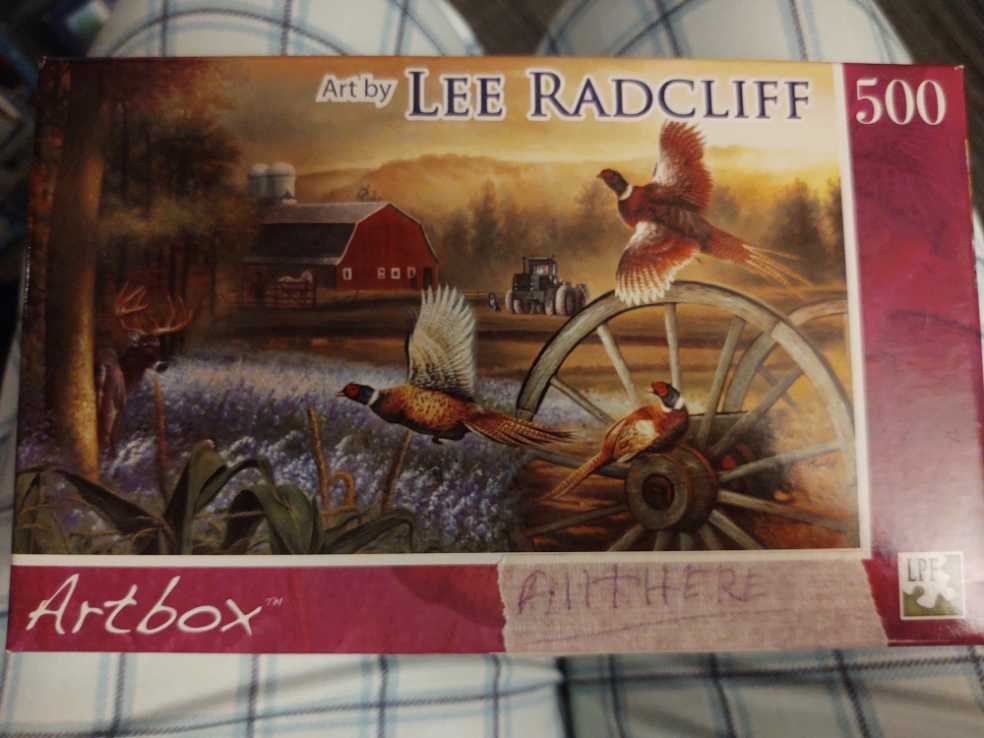 Art by LEE RADCLIFF
500
LPF
Artbox™
ALL HERE